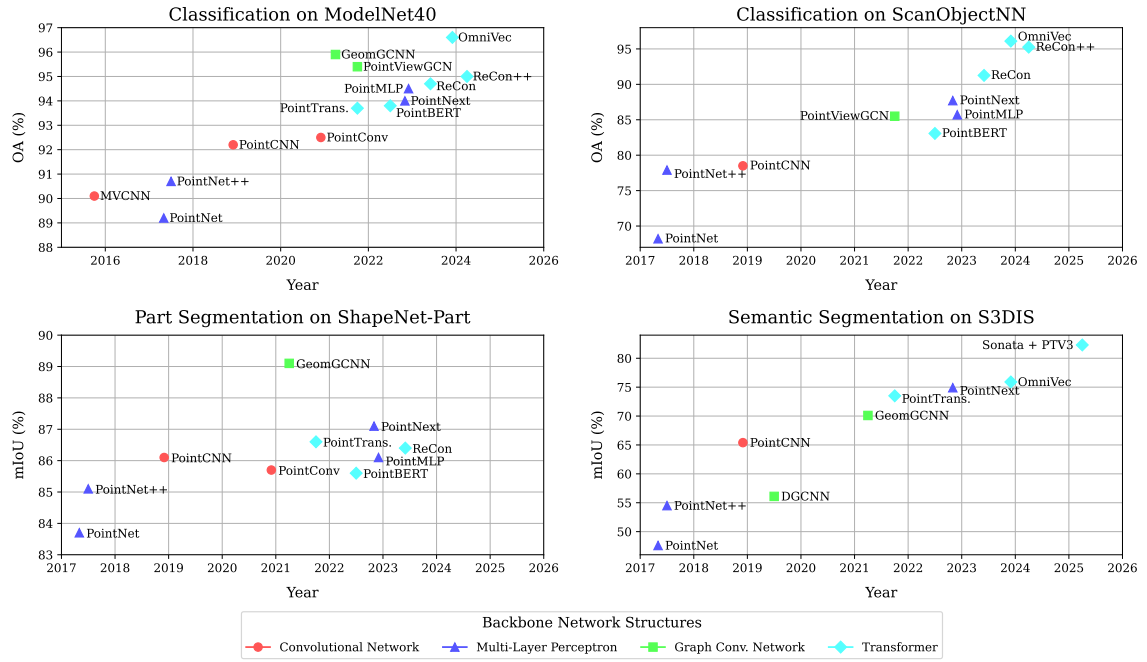 Classification on ModelNet40
97
96
95
94
93
92
91
90
89
88
OA (%)
OmniVec
GeomGCNN
PointViewGCN
ReCon++
ReCon
PointMLP
PointNext
PointTrans.
PointBERT
PointConv
PointCNN
PointNet++
MVCNN
PointNet
2016 2018 2020 2022 2024 2026
Year
Classification on ScanObjectNN
95
90
85
80
75
70
OA (%)
OmniVec
ReCon++
ReCon
PointNext
PointViewGCN
PointMLP
PointBERT
PointCNN
PointNet++
PointNet
2017 2018 2019 2020 2021 2022 2023 2024 2025 2026
Year
Part Segmentation on ShapeNet-Part
90
89
88
87
86
85
84
83
mIoU (%)
GeomGCNN
PointNext
PointTrans.
ReCon
PointCNN
PointMLP
PointConv
PointBERT
PointNet++
PointNet
2017 2018 2019 2020 2021 2022 2023 2024 2025 2026
Year
Semantic Segmentation on S3DIS
80
75
70
65
60
55
50
mIoU (%)
Sonata + PTV3
OmniVec
PointNext
PointTrans.
GeomGCNN
PointCNN
DGCNN
PointNet++
PointNet
2017 2018 2019 2020 2021 2022 2023 2024 2025 2026
Year
Backbone Network Structures
Convolutional Network Multi-Layer Perceptron Graph Conv. Network Transformer